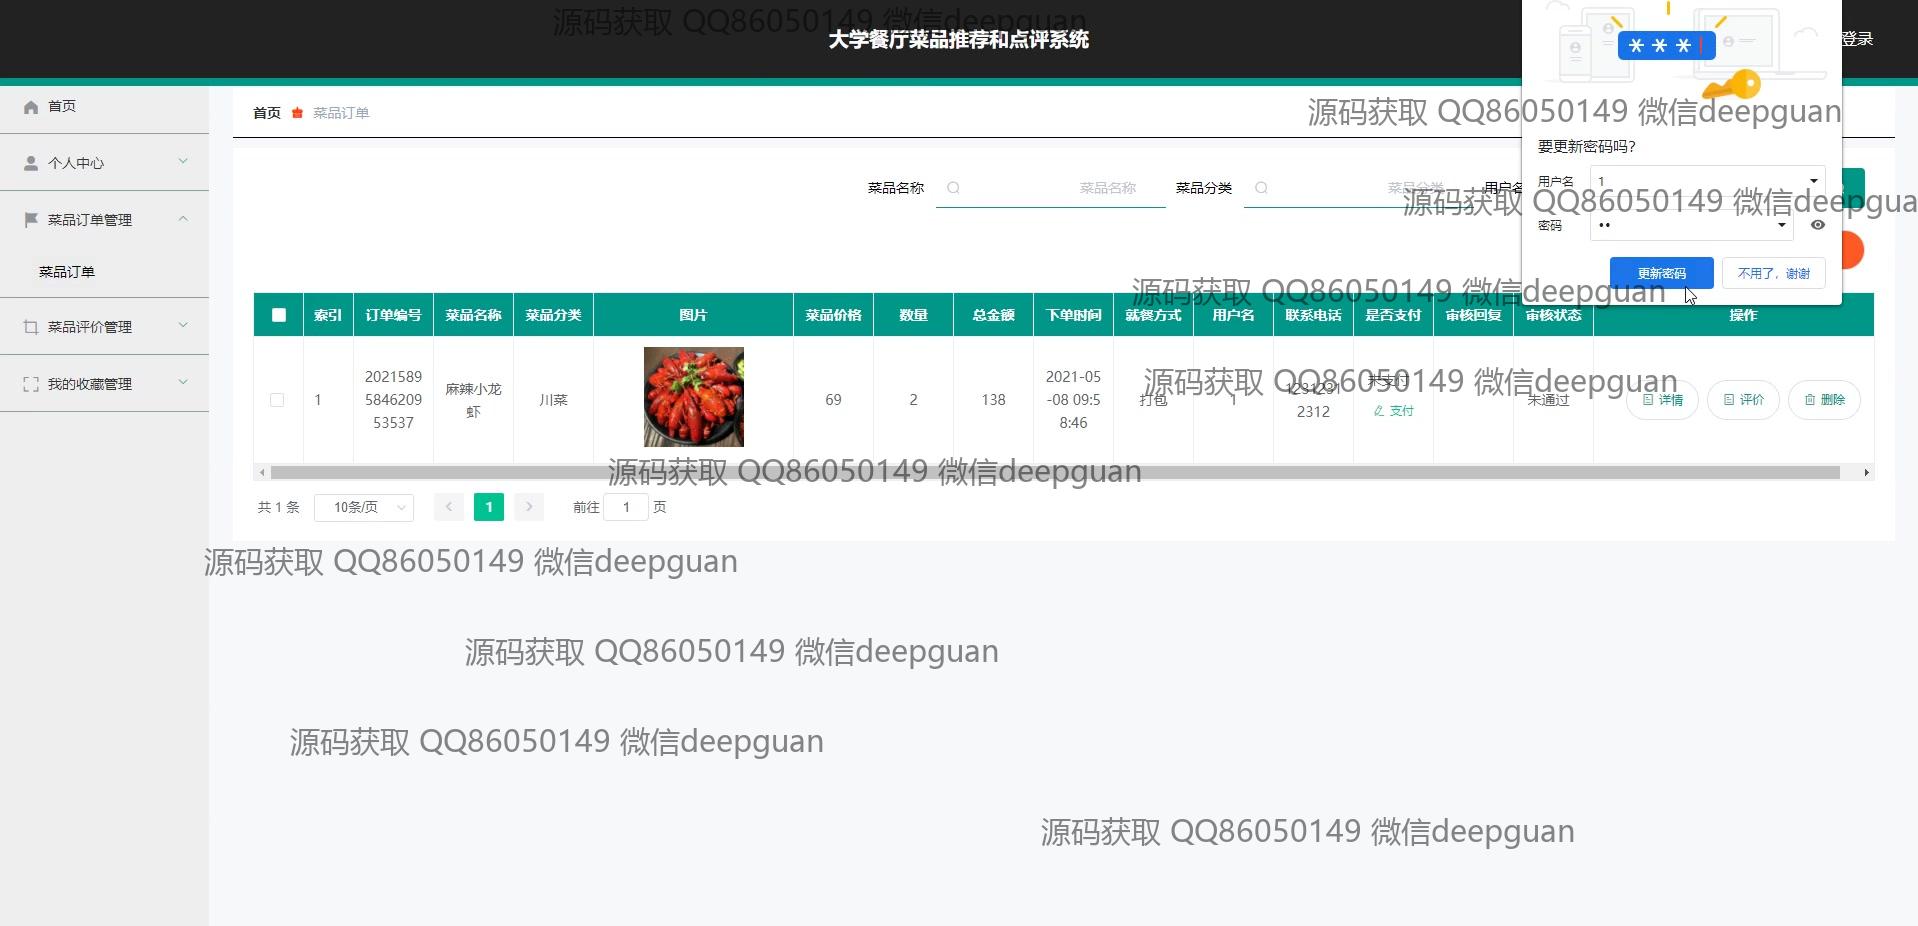 源码获取 QQ86050149 微信deepguan
大学餐厅菜品推荐和点评系统
登录
首页
个人中心
菜品订单管理
菜品订单
菜品评价管理
我的收藏管理
首页 菜品订单
源码获取 QQ86050149 微信deepguan
要更新密码吗?
用户名 1
密码 ••
更新密码 不用了，谢谢
菜品名称 菜品名称 菜品分类 菜品分类 用户名
源码获取 QQ86050149 微信deepgua
源码获取 QQ86050149 微信deepguan
索引 订单编号 菜品名称 菜品分类 图片 菜品价格 数量 总金额 下单时间 就餐方式 用户名 联系电话 是否支付 审核回复 审核状态 操作
1
2021589
5846209
53537
麻辣小龙
虾
川菜
69
2
138
2021-05
-08 09:5
8:46
打包
1
1231231
2312
未支付
支付
未通过
详情 评价 删除
源码获取 QQ86050149 微信deepguan
源码获取 QQ86050149 微信deepguan
共 1 条 10条/页 1 前往 1 页
源码获取 QQ86050149 微信deepguan
源码获取 QQ86050149 微信deepguan
源码获取 QQ86050149 微信deepguan
源码获取 QQ86050149 微信deepguan